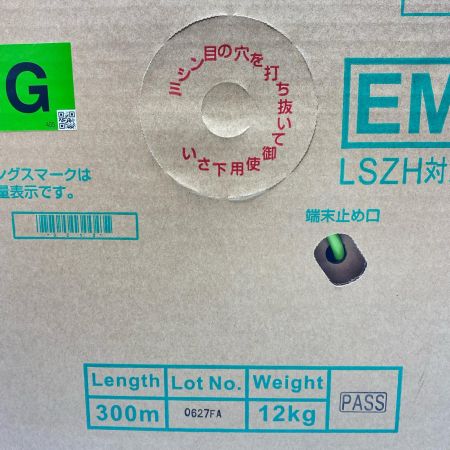 G
EM
LSZH対
ミシン目の穴を打ち抜いて御使用下さい
ングスマークは
量表示です。
端末止め口
Length Lot No. Weight
300m 0627FA 12kg
PASS